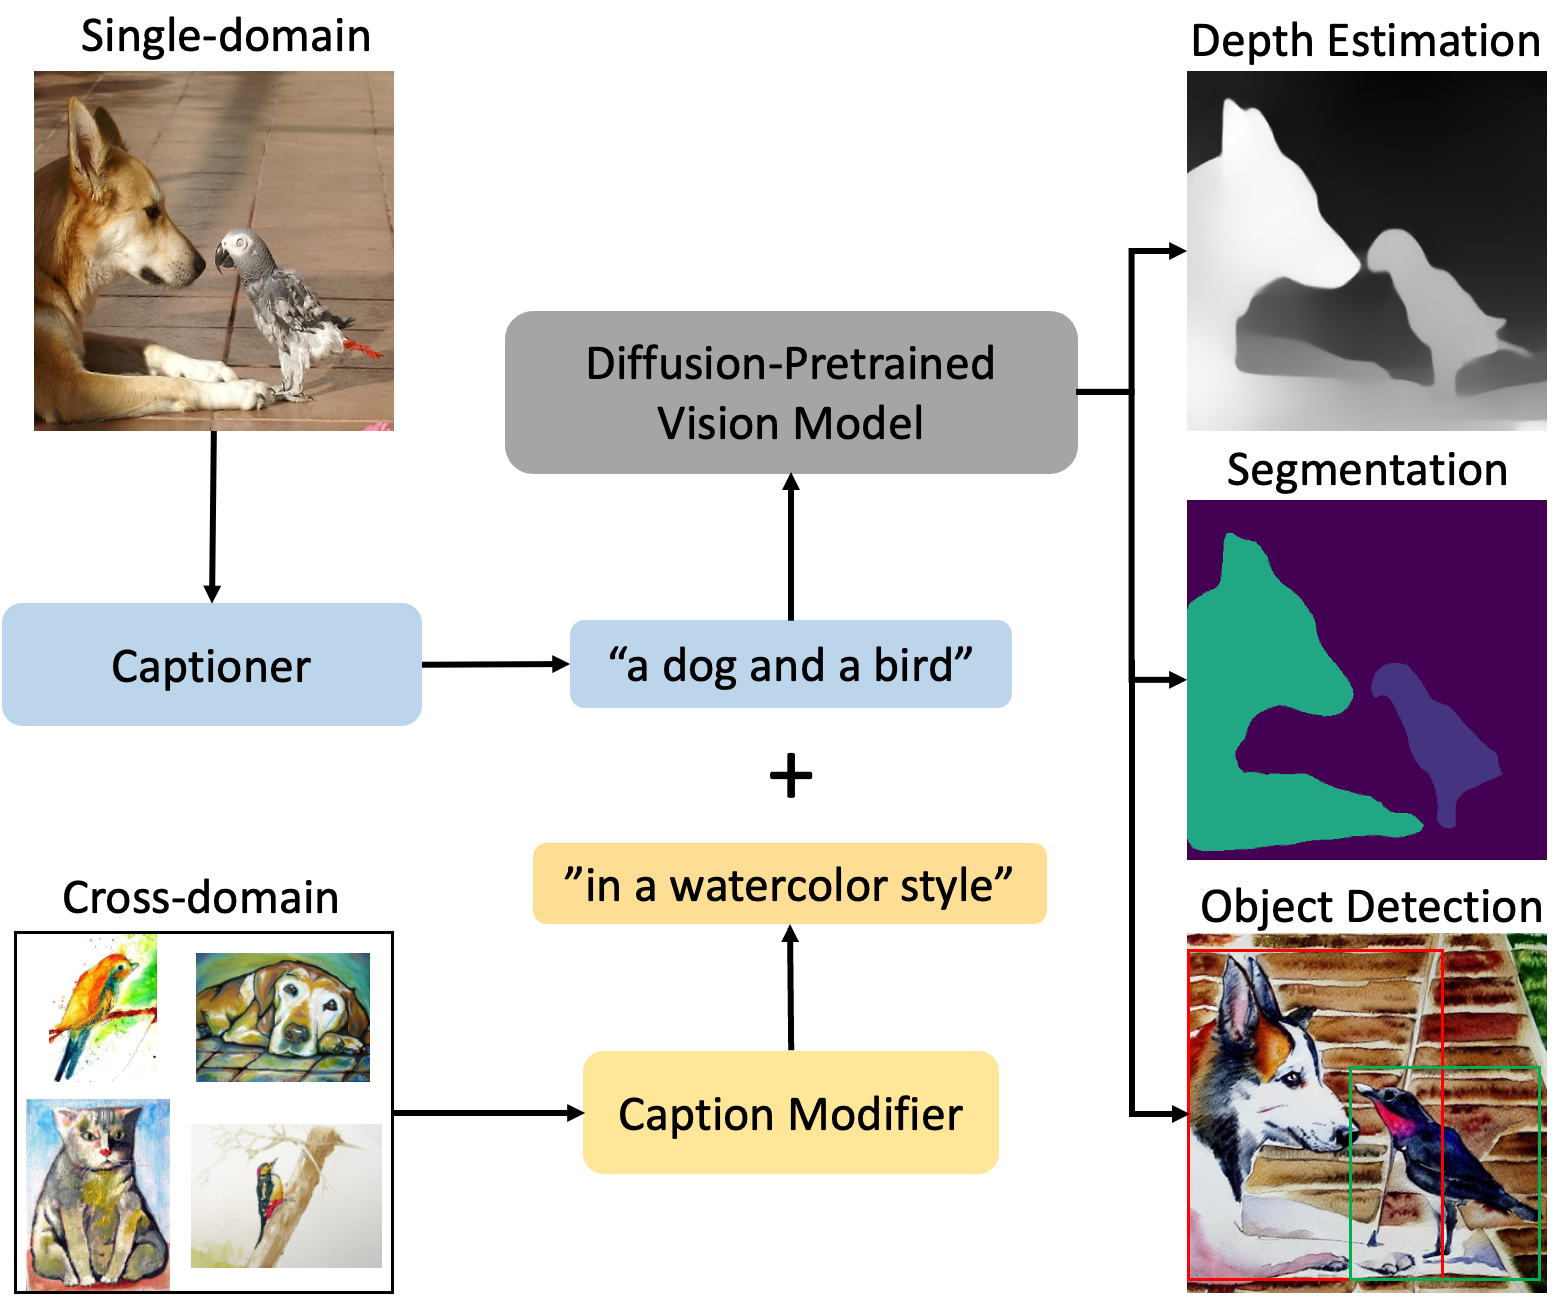 Single-domain
Depth Estimation
Diffusion-Pretrained
Vision Model
Segmentation
Captioner
“a dog and a bird”
+
”in a watercolor style”
Cross-domain
Object Detection
Caption Modifier